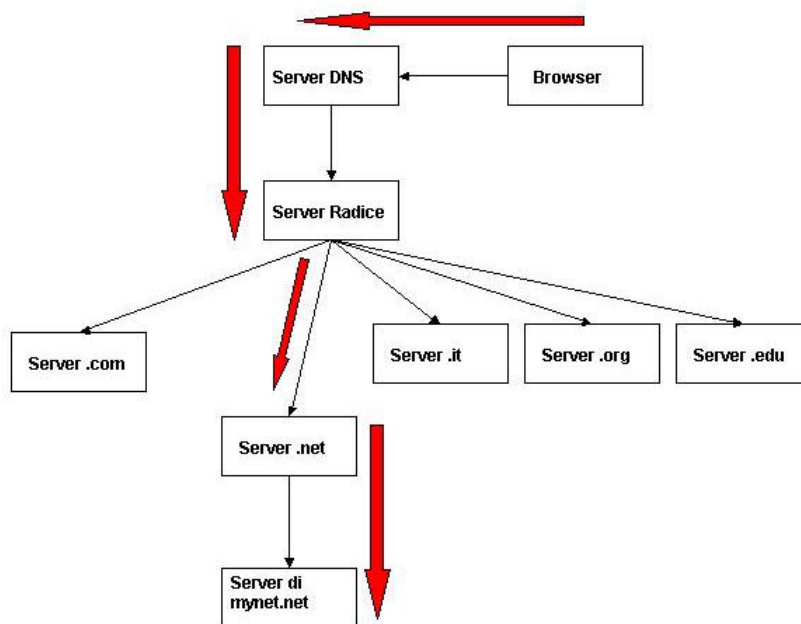 Server DNS
Browser
Server Radice
Server .com
Server .it
Server .org
Server .edu
Server .net
Server di
mynet.net